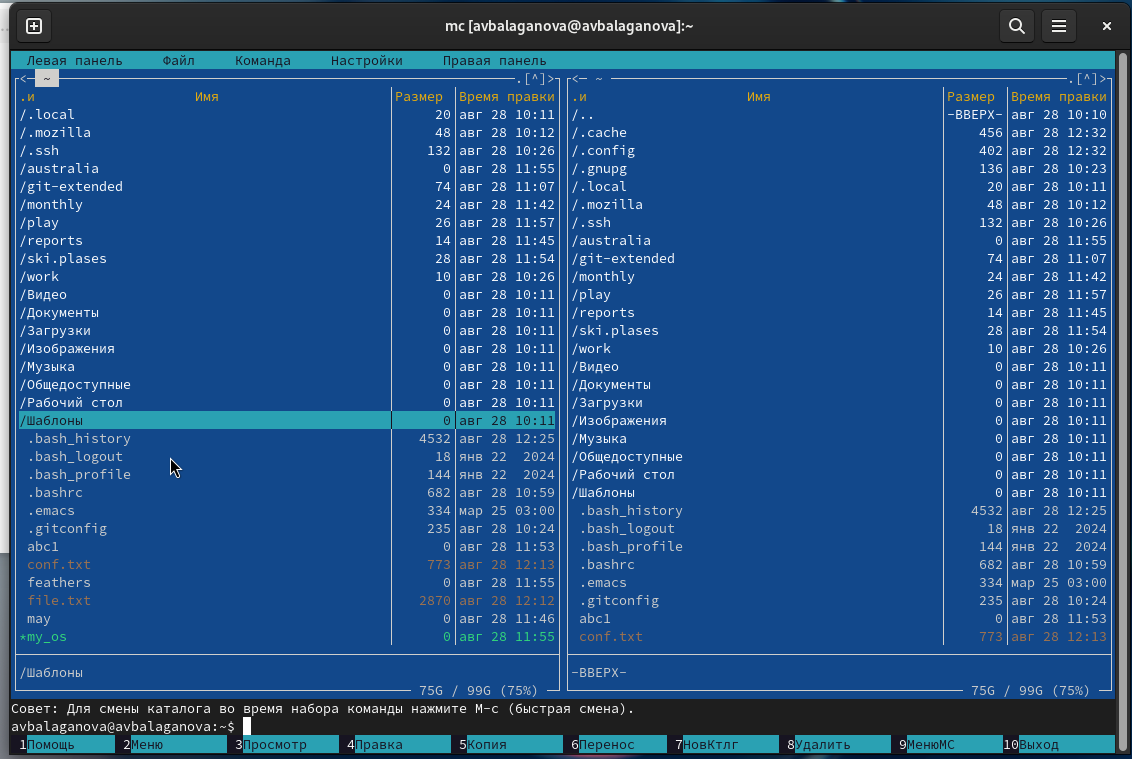 mc [avbalaganova@avbalaganova]:~
Левая панель Файл Команда Настройки Правая панель
<— ~ .[^]> <— ~ .[^]>
.и Имя Размер Время правки .и Имя Размер Время правки
/.local 20 авг 28 10:11 /.. -ВВЕРХ- авг 28 10:10
/.mozilla 48 авг 28 10:12 /.cache 456 авг 28 12:32
/.ssh 132 авг 28 10:26 /.config 402 авг 28 12:32
/australia 0 авг 28 11:55 /.gnupg 136 авг 28 10:23
/git-extended 74 авг 28 11:07 /.local 20 авг 28 10:11
/monthly 24 авг 28 11:42 /.mozilla 48 авг 28 10:12
/play 26 авг 28 11:57 /.ssh 132 авг 28 10:26
/reports 14 авг 28 11:45 /australia 0 авг 28 11:55
/ski.plases 28 авг 28 11:54 /git-extended 74 авг 28 11:07
/work 10 авг 28 10:26 /monthly 24 авг 28 11:42
/Видео 0 авг 28 10:11 /play 26 авг 28 11:57
/Документы 0 авг 28 10:11 /reports 14 авг 28 11:45
/Загрузки 0 авг 28 10:11 /ski.plases 28 авг 28 11:54
/Изображения 0 авг 28 10:11 /work 10 авг 28 10:26
/Музыка 0 авг 28 10:11 /Видео 0 авг 28 10:11
/Общедоступные 0 авг 28 10:11 /Документы 0 авг 28 10:11
/Рабочий стол 0 авг 28 10:11 /Загрузки 0 авг 28 10:11
/Шаблоны 0 авг 28 10:11 /Изображения 0 авг 28 10:11
.bash_history 4532 авг 28 12:25 /Музыка 0 авг 28 10:11
.bash_logout 18 янв 22 2024 /Общедоступные 0 авг 28 10:11
.bash_profile 144 янв 22 2024 /Рабочий стол 0 авг 28 10:11
.bashrc 682 авг 28 10:59 /Шаблоны 0 авг 28 10:11
.emacs 334 мар 25 03:00 .bash_history 4532 авг 28 12:25
.gitconfig 235 авг 28 10:24 .bash_logout 18 янв 22 2024
abc1 0 авг 28 11:53 .bash_profile 144 янв 22 2024
conf.txt 773 авг 28 12:13 .bashrc 682 авг 28 10:59
feathers 0 авг 28 11:55 .emacs 334 мар 25 03:00
file.txt 2870 авг 28 12:12 .gitconfig 235 авг 28 10:24
may 0 авг 28 11:46 abc1 0 авг 28 11:53
*my_os 0 авг 28 11:55 conf.txt 773 авг 28 12:13
/Шаблоны -ВВЕРХ-
75G / 99G (75%) 75G / 99G (75%)
Совет: Для смены каталога во время набора команды нажмите M-c (быстрая смена).
avbalaganova@avbalaganova:~$
1Помощь 2Меню 3Просмотр 4Правка 5Копия 6Перенос 7НовКтлг 8Удалить 9МенюМС 10Выход